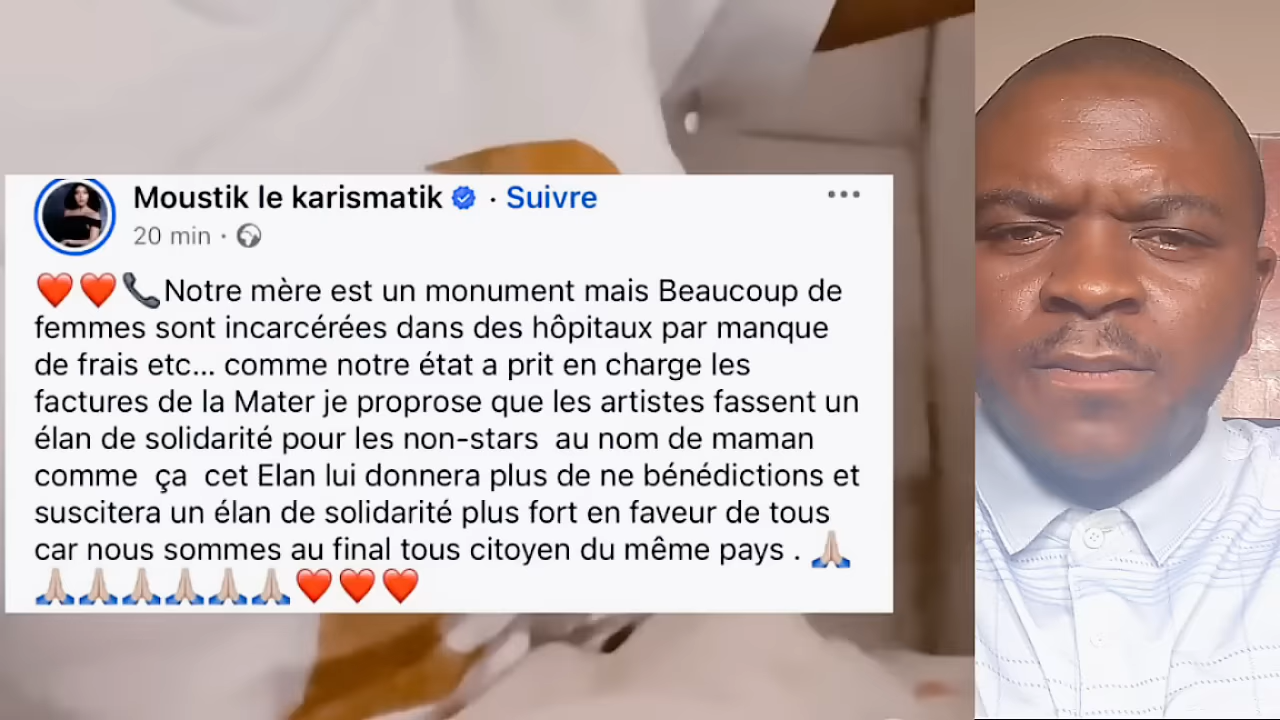 Moustik le karismatik · Suivre
20 min ·
❤️❤️📞Notre mère est un monument mais Beaucoup de
femmes sont incarcérées dans des hôpitaux par manque
de frais etc... comme notre état a prit en charge les
factures de la Mater je proprose que les artistes fassent un
élan de solidarité pour les non-stars au nom de maman
comme ça cet Elan lui donnera plus de ne bénédictions et
suscitera un élan de solidarité plus fort en faveur de tous
car nous sommes au final tous citoyen du même pays . 🙏🏼
🙏🏼🙏🏼🙏🏼🙏🏼🙏🏼🙏🏼❤️❤️❤️